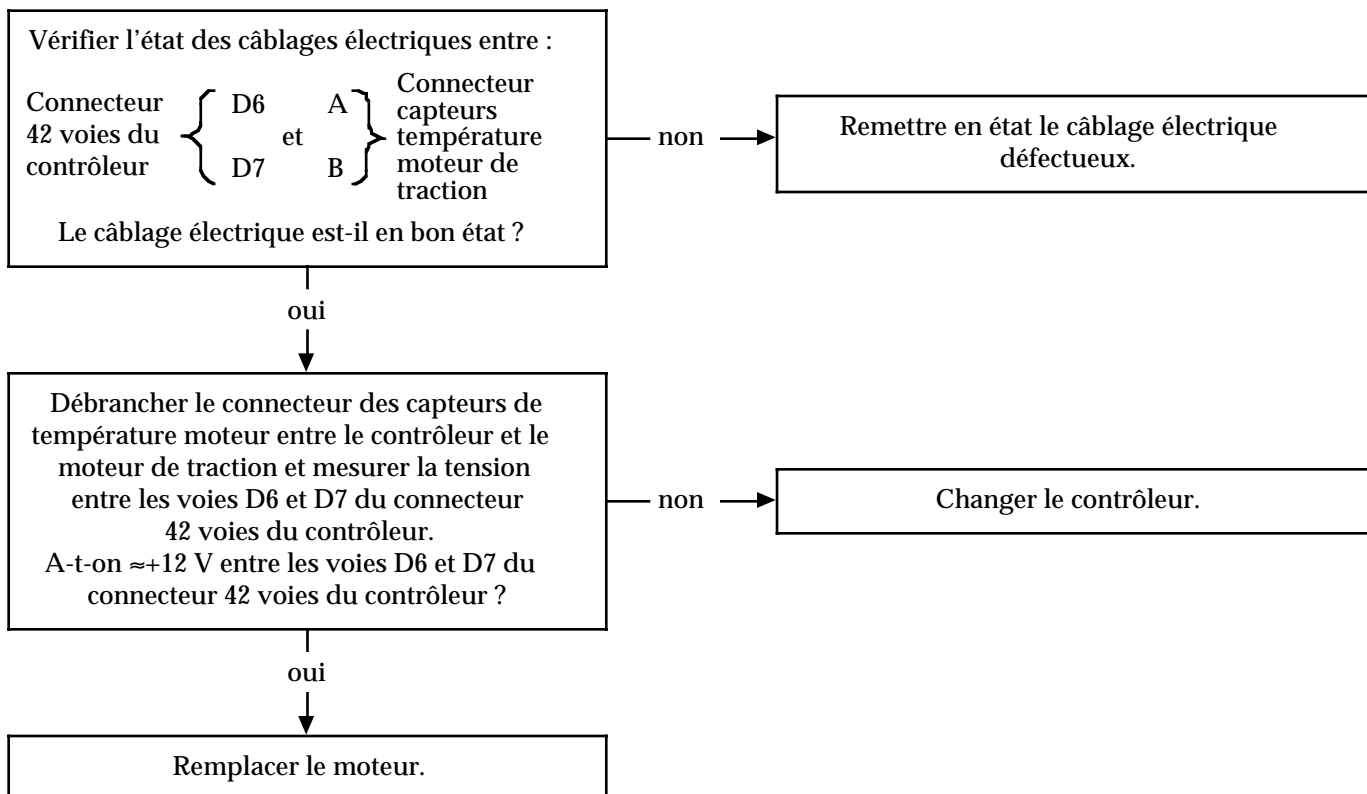 Vérifier l’état des câblages électriques entre :
Connecteur
42 voies du
contrôleur
D6
et
D7
A
B
Connecteur
capteurs
température
moteur de
traction
Le câblage électrique est-il en bon état ?
non
Remettre en état le câblage électrique
défectueux.
oui
Débrancher le connecteur des capteurs de
température moteur entre le contrôleur et le
moteur de traction et mesurer la tension
entre les voies D6 et D7 du connecteur
42 voies du contrôleur.
A-t-on ≈+12 V entre les voies D6 et D7 du
connecteur 42 voies du contrôleur ?
non
Changer le contrôleur.
oui
Remplacer le moteur.